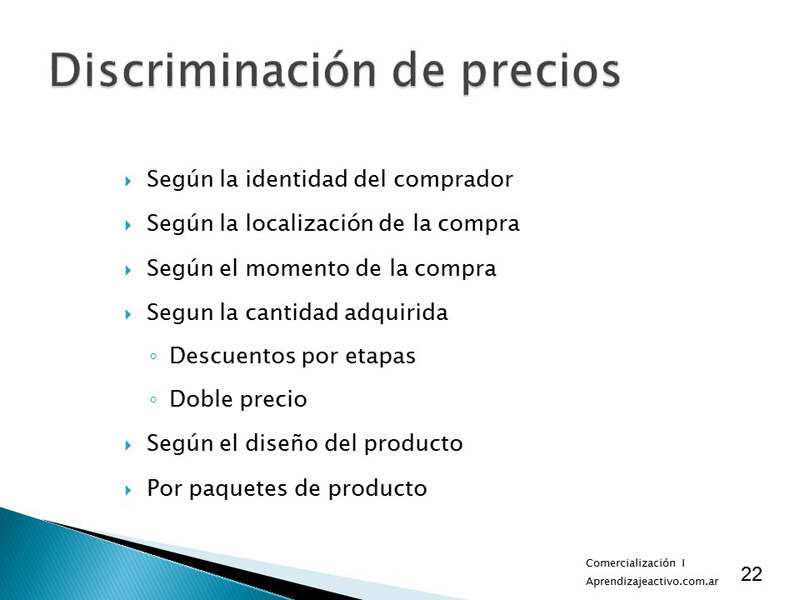 Discriminación de precios
Según la identidad del comprador
Según la localización de la compra
Según el momento de la compra
Segun la cantidad adquirida
Descuentos por etapas
Doble precio
Según el diseño del producto
Por paquetes de producto
Comercialización I
Aprendizajeactivo.com.ar
22